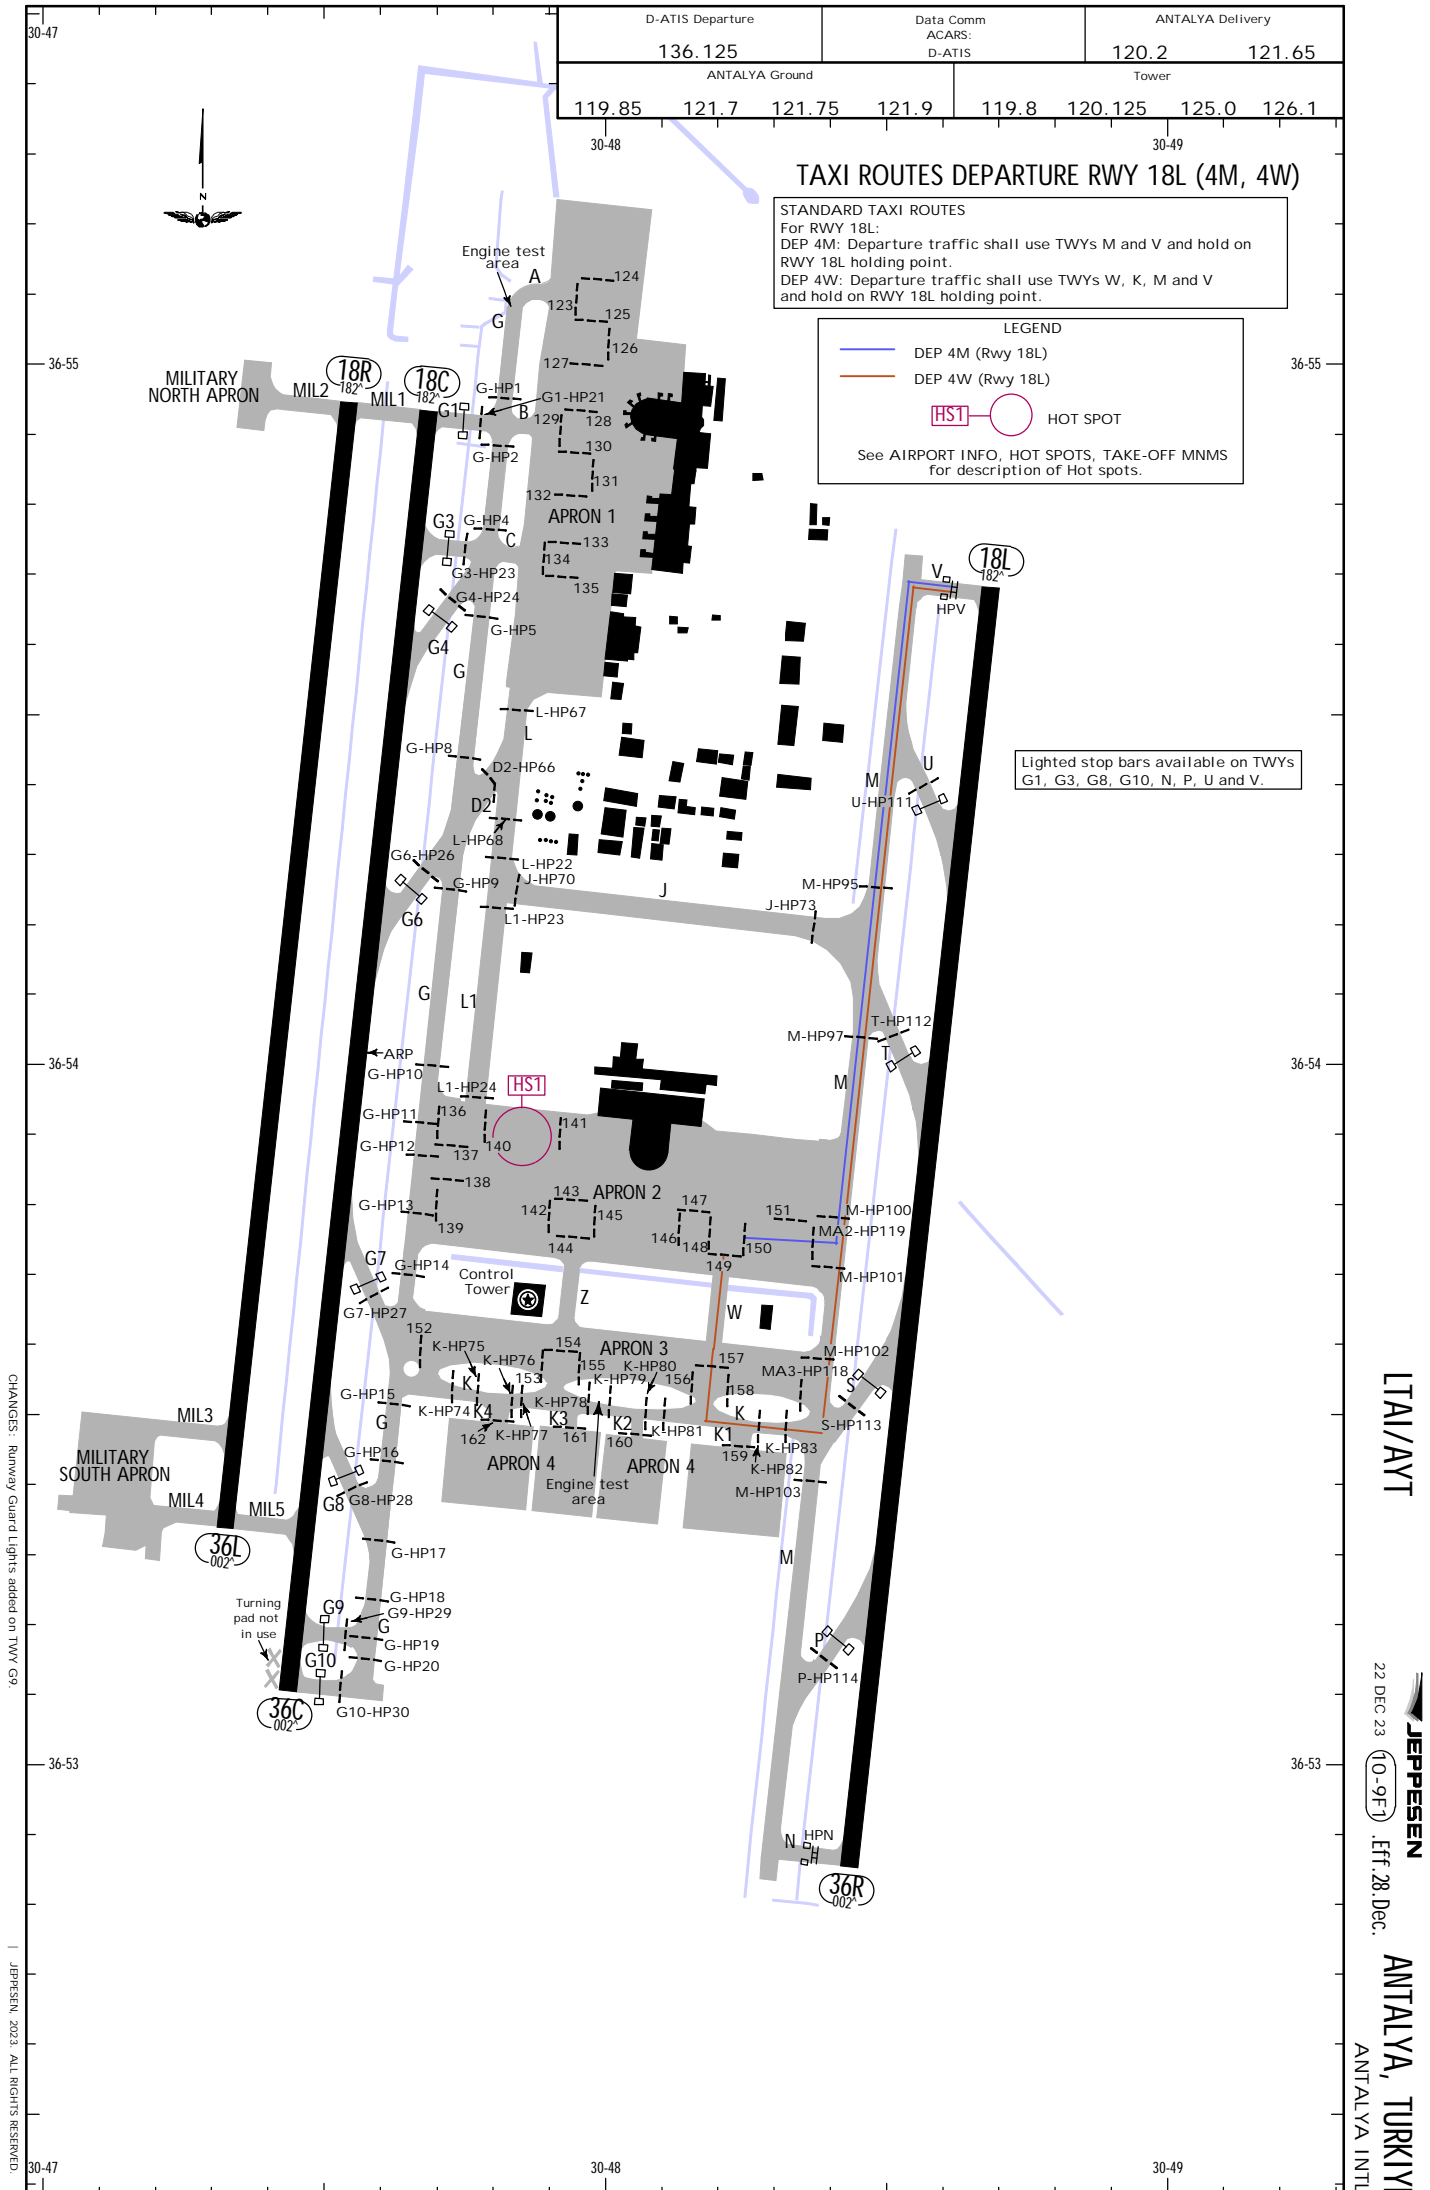 D-ATIS Departure
136.125
Data Comm
ACARS:
D-ATIS
ANTALYA Delivery
120.2 121.65
ANTALYA Ground
119.85 121.7 121.75 121.9
Tower
119.8 120.125 125.0 126.1
30-47
30-48
30-49
TAXI ROUTES DEPARTURE RWY 18L (4M, 4W)
STANDARD TAXI ROUTES
For RWY 18L:
DEP 4M: Departure traffic shall use TWYs M and V and hold on
RWY 18L holding point.
DEP 4W: Departure traffic shall use TWYs W, K, M and V
and hold on RWY 18L holding point.
LEGEND
DEP 4M (Rwy 18L)
DEP 4W (Rwy 18L)
HS1 HOT SPOT
See AIRPORT INFO, HOT SPOTS, TAKE-OFF MNMS
for description of Hot spots.
N
Engine test
area
A
G
124
123
125
126
127
36-55
36-55
MILITARY
NORTH APRON
MIL2
18R
182^
MIL1
18C
182^
G1
G-HP1
G1-HP21
B
129
128
G-HP2
130
131
132
APRON 1
G3
G-HP4
C
133
134
135
G3-HP23
G4-HP24
G-HP5
G4
G
V
18L
182^
HPV
L-HP67
L
G-HP8
D2-HP66
D2
L-HP68
Lighted stop bars available on TWYs
G1, G3, G8, G10, N, P, U and V.
U
M
U-HP111
G6-HP26
L-HP22
J-HP70
G-HP9
G6
L1-HP23
J
M-HP95
J-HP73
G
L1
T-HP112
M-HP97
T
36-54
36-54
ARP
G-HP10
L1-HP24
HS1
M
G-HP11
136
141
G-HP12
137
140
138
G-HP13
139
143
APRON 2
142
145
144
147
146
148
149
150
151
M-HP100
MA2-HP119
M-HP101
G7
G-HP14
Control
Tower
Z
W
G7-HP27
152
K-HP75
K-HP76
154
APRON 3
155
K-HP80
157
M-HP102
MA3-HP118
K
153
K-HP79
156
158
S
G-HP15
K-HP74
K4
K-HP78
K3
K2
K-HP81
K
K1
S-HP113
G
162
K-HP77
161
160
159
K-HP83
K-HP82
MIL3
MILITARY
SOUTH APRON
G-HP16
APRON 4
APRON 4
Engine test
area
M-HP103
MIL4
MIL5
G8
G8-HP28
36L
002^
G-HP17
M
Turning
pad not
in use
G9
G-HP18
G9-HP29
G
G-HP19
G10
G-HP20
P
P-HP114
36C
002^
G10-HP30
36-53
36-53
N
HPN
36R
002^
30-47
30-48
30-49
CHANGES: Runway Guard Lights added on TWY G9.
| JEPPESEN, 2023. ALL RIGHTS RESERVED.
LTAI/AYT
JEPPESEN
22 DEC 23 10-9F1 .Eff.28.Dec.
ANTALYA, TURKIY
ANTALYA INTL